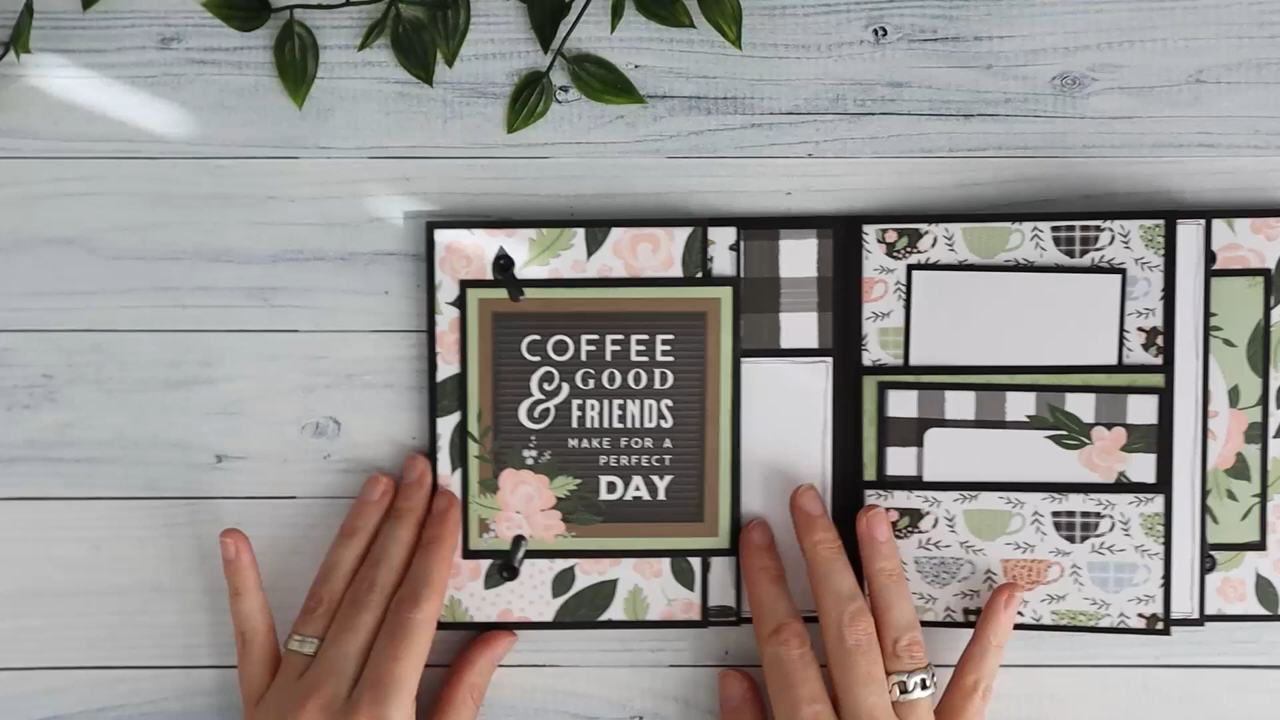 COFFEE
& GOOD
FRIENDS
MAKE FOR A
PERFECT
DAY